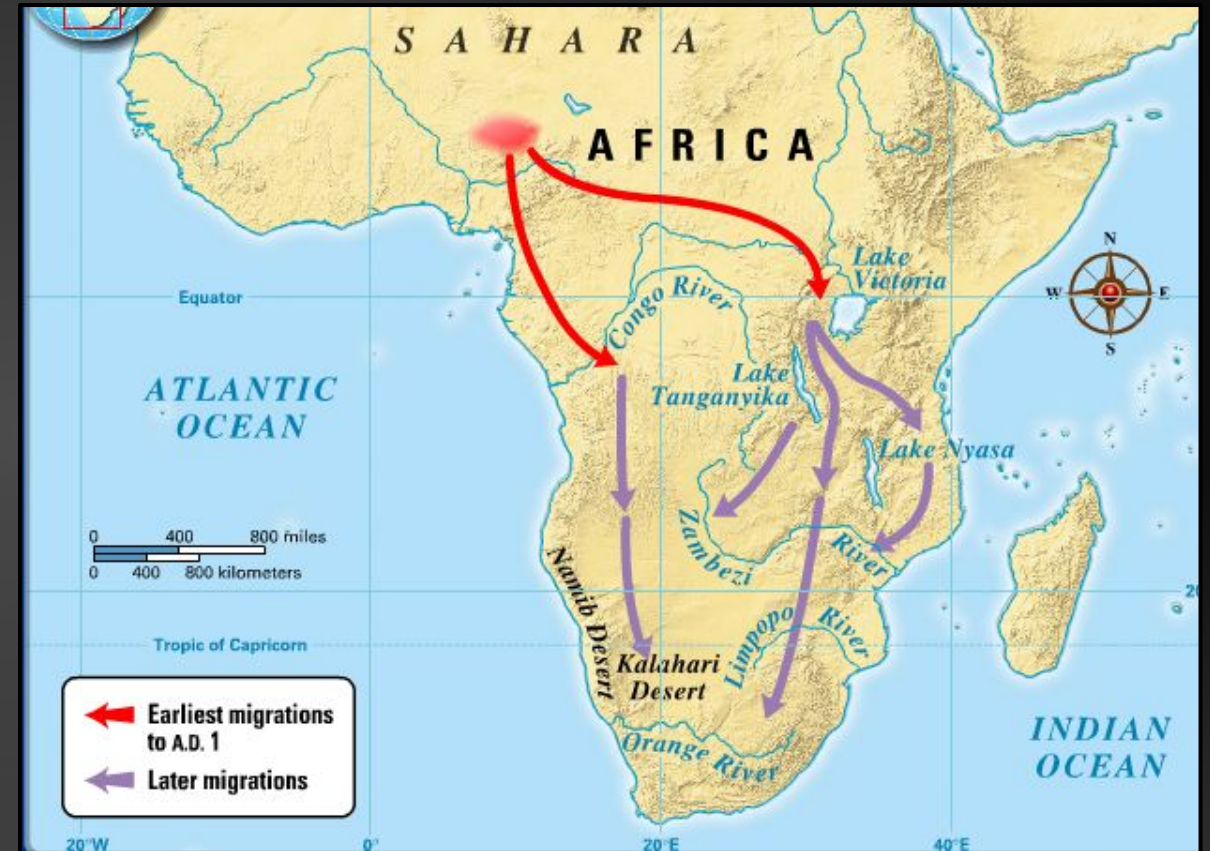 SAHARA
AFRICA
N
W E
S
Lake
Victoria
Equator
Congo River
Lake
Tanganyika
ATLANTIC
OCEAN
Lake Nyasa
0 400 800 miles
0 400 800 kilometers
Zambezi
River
Namib Desert
20
Limpopo River
Tropic of Capricorn
Kalahari
Desert
Earliest migrations
to A.D. 1
Later migrations
Orange River
INDIAN
OCEAN
20°W 0° 20°E 40°E